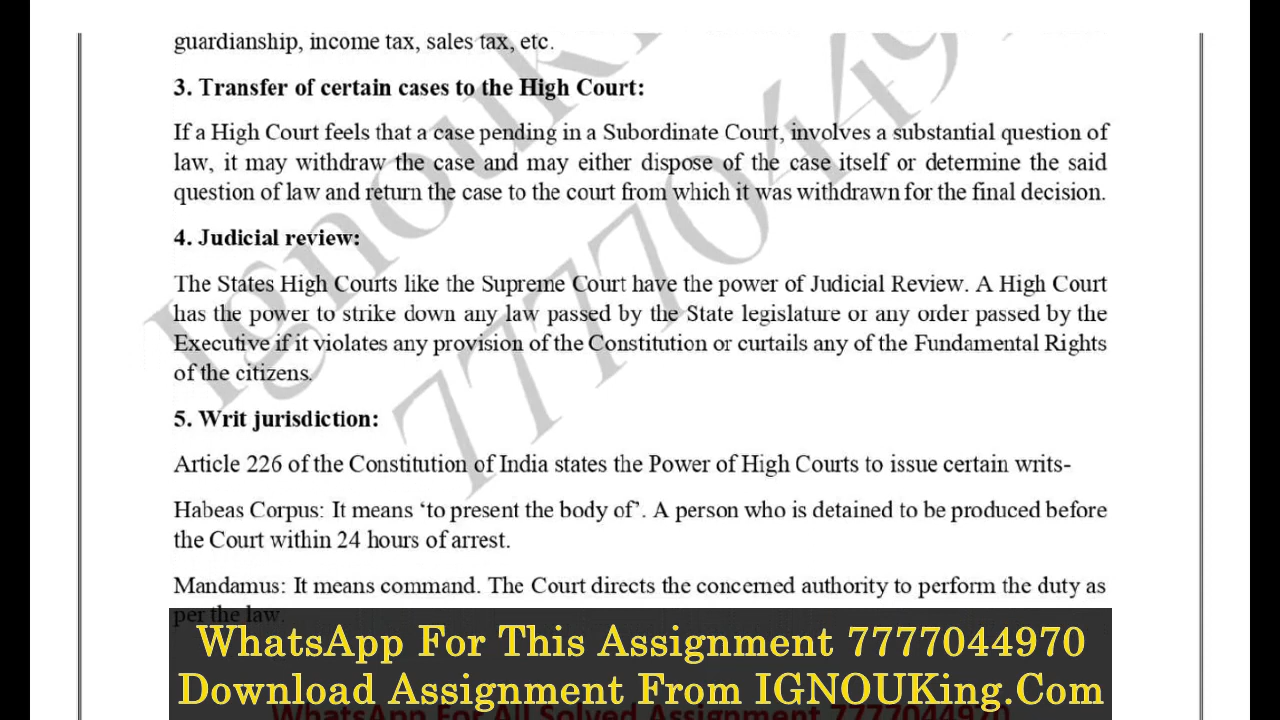 guardianship, income tax, sales tax, etc.
3. Transfer of certain cases to the High Court:
If a High Court feels that a case pending in a Subordinate Court, involves a substantial question of
law, it may withdraw the case and may either dispose of the case itself or determine the said
question of law and return the case to the court from which it was withdrawn for the final decision.
4. Judicial review:
The States High Courts like the Supreme Court have the power of Judicial Review. A High Court
has the power to strike down any law passed by the State legislature or any order passed by the
Executive if it violates any provision of the Constitution or curtails any of the Fundamental Rights
of the citizens.
5. Writ jurisdiction:
Article 226 of the Constitution of India states the Power of High Courts to issue certain writs-
Habeas Corpus: It means ‘to present the body of’. A person who is detained to be produced before
the Court within 24 hours of arrest.
Mandamus: It means command. The Court directs the concerned authority to perform the duty as
per the law.
WhatsApp For This Assignment 7777044970
Download Assignment From IGNOUKing.Com
WhatsApp For All Solved Assignment 7777044970